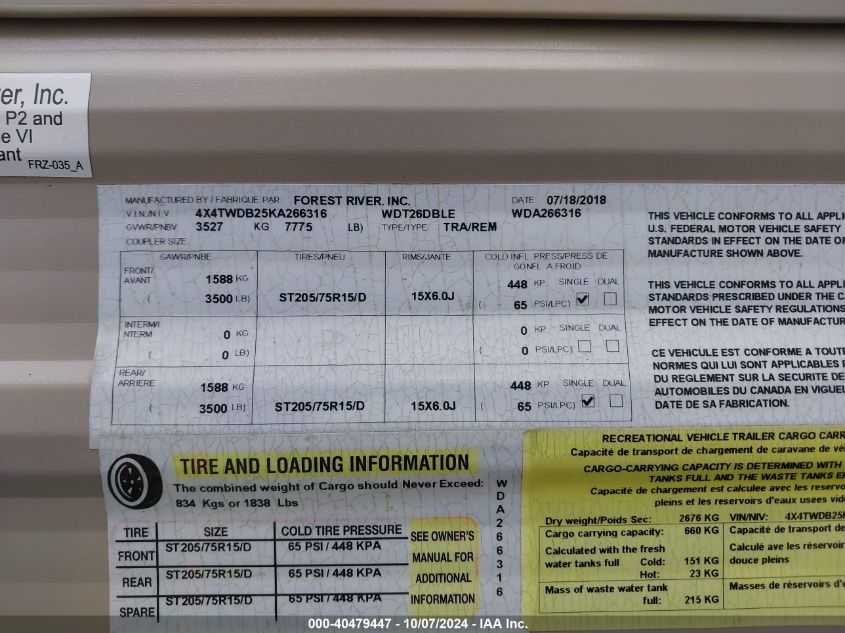 er, Inc.
P2 and
e VI
ant
FRZ-035_A
MANUFACTURED BY / FABRIQUE PAR FOREST RIVER, INC. DATE 07/18/2018
V.I.N./N.I.V. 4X4TWDB25KA266316 WDT26DBLE WDA266316
GVWR/PNBV 3527 KG 7775 LB) TYPE/TYPE: TRA/REM
COUPLER SIZE
GAWR/PNBE TIRES/PNEU RIMS/JANTE COLD INFL PRESS/PRESS DE
GONFL A FROID
FRONT/
AVANT 1588 KG 448 KP SINGLE DUAL
( 3500 LB) ST205/75R15/D 15X6.0J ( 65 PSI/LPC)
INTERM/
INTERM 0 KG 0 KP SINGLE DUAL
( 0 LB) ( 0 PSI/LPC)
REAR/
ARRIERE 1588 KG 448 KP SINGLE DUAL
( 3500 LB) ST205/75R15/D 15X6.0J ( 65 PSI/LPC)
THIS VEHICLE CONFORMS TO ALL APPLI
U.S. FEDERAL MOTOR VEHICLE SAFETY
STANDARDS IN EFFECT ON THE DATE OF
MANUFACTURE SHOWN ABOVE.
THIS VEHICLE CONFORMS TO ALL APPLI
STANDARDS PRESCRIBED UNDER THE CA
MOTOR VEHICLE SAFETY REGULATIONS
EFFECT ON THE DATE OF MANUFACTUR
CE VEHICULE EST CONFORME A TOUTE
NORMES QUI LUI SONT APPLICABLES E
DU REGLEMENT SUR LA SECURITE DE
AUTOMOBILES DU CANADA EN VIGUEU
DATE DE SA FABRICATION.
TIRE AND LOADING INFORMATION
The combined weight of Cargo should Never Exceed:
834 Kgs or 1838 Lbs
TIRE SIZE COLD TIRE PRESSURE
FRONT ST205/75R15/D 65 PSI / 448 KPA
REAR ST205/75R15/D 65 PSI / 448 KPA
SPARE ST205/75R15/D 65 PSI / 448 KPA
SEE OWNER'S
MANUAL FOR
ADDITIONAL
INFORMATION
WDA266316
RECREATIONAL VEHICLE TRAILER CARGO CARR
Capacité de transport de chargement de caravane de véh
CARGO-CARRYING CAPACITY IS DETERMINED WITH
TANKS FULL AND THE WASTE TANKS E
Capacité de chargement est calculée avec les reservo
pleins et les reservoirs d'eaux usees vid
Dry weight/Poids Sec: 2676 KG VIN/NIV: 4X4TWDB25
Cargo carrying capacity: 660 KG Capacité de transport de
Calculated with the fresh Calculé ave les réservoir
water tanks full Cold: 151 KG douce pleins
Hot: 23 KG
Mass of waste water tank Masses de réservoirs d'e
full: 215 KG
000-40479447 - 10/07/2024 - IAA Inc.